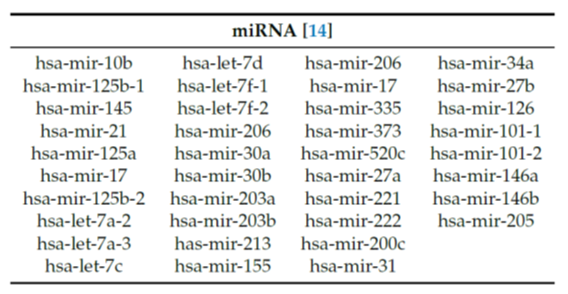 miRNA [14]
hsa-mir-10b hsa-let-7d hsa-mir-206 hsa-mir-34a
hsa-mir-125b-1 hsa-let-7f-1 hsa-mir-17 hsa-mir-27b
hsa-mir-145 hsa-let-7f-2 hsa-mir-335 hsa-mir-126
hsa-mir-21 hsa-mir-206 hsa-mir-373 hsa-mir-101-1
hsa-mir-125a hsa-mir-30a hsa-mir-520c hsa-mir-101-2
hsa-mir-17 hsa-mir-30b hsa-mir-27a hsa-mir-146a
hsa-mir-125b-2 hsa-mir-203a hsa-mir-221 hsa-mir-146b
hsa-let-7a-2 hsa-mir-203b hsa-mir-222 hsa-mir-205
hsa-let-7a-3 has-mir-213 hsa-mir-200c
hsa-let-7c hsa-mir-155 hsa-mir-31